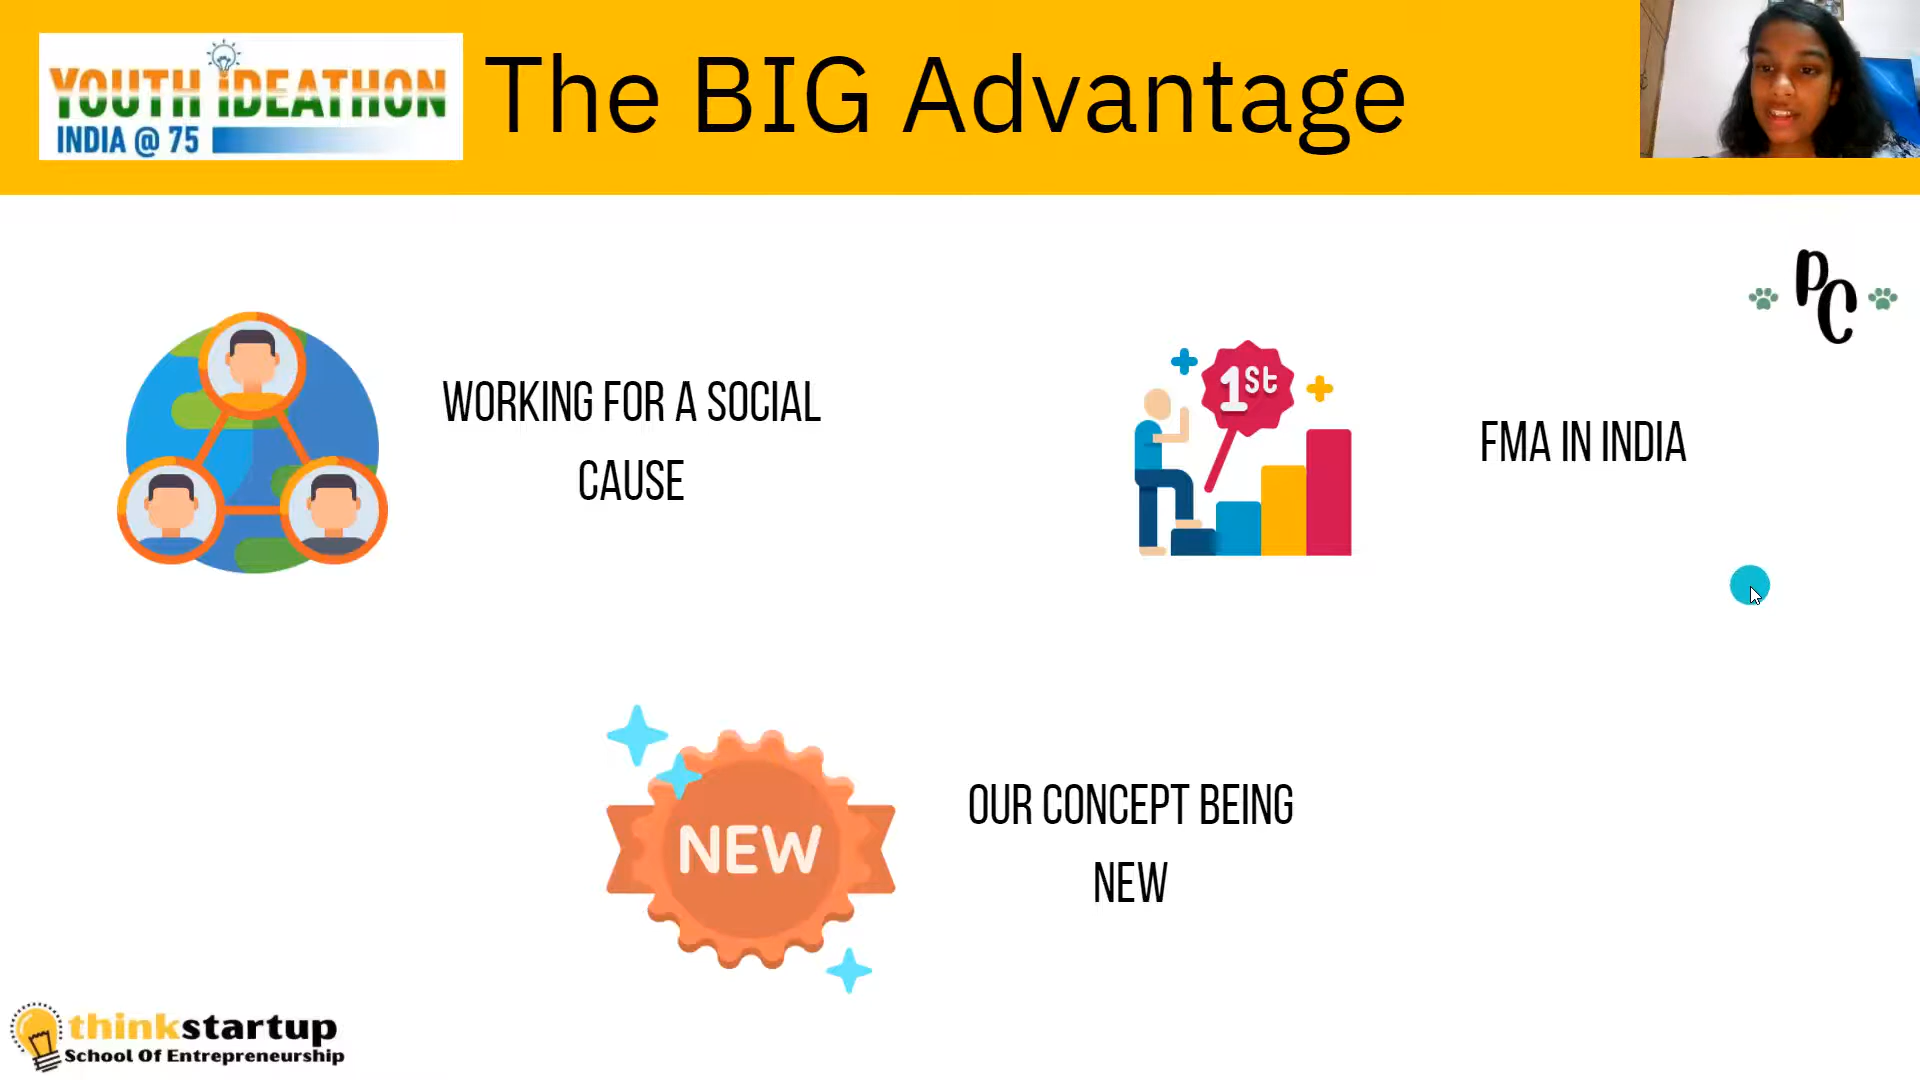 YOUTH IDEATHON
INDIA @ 75
The BIG Advantage
PC
WORKING FOR A SOCIAL
CAUSE
1st
FMA IN INDIA
NEW
OUR CONCEPT BEING
NEW
thinkstartup
School Of Entrepreneurship